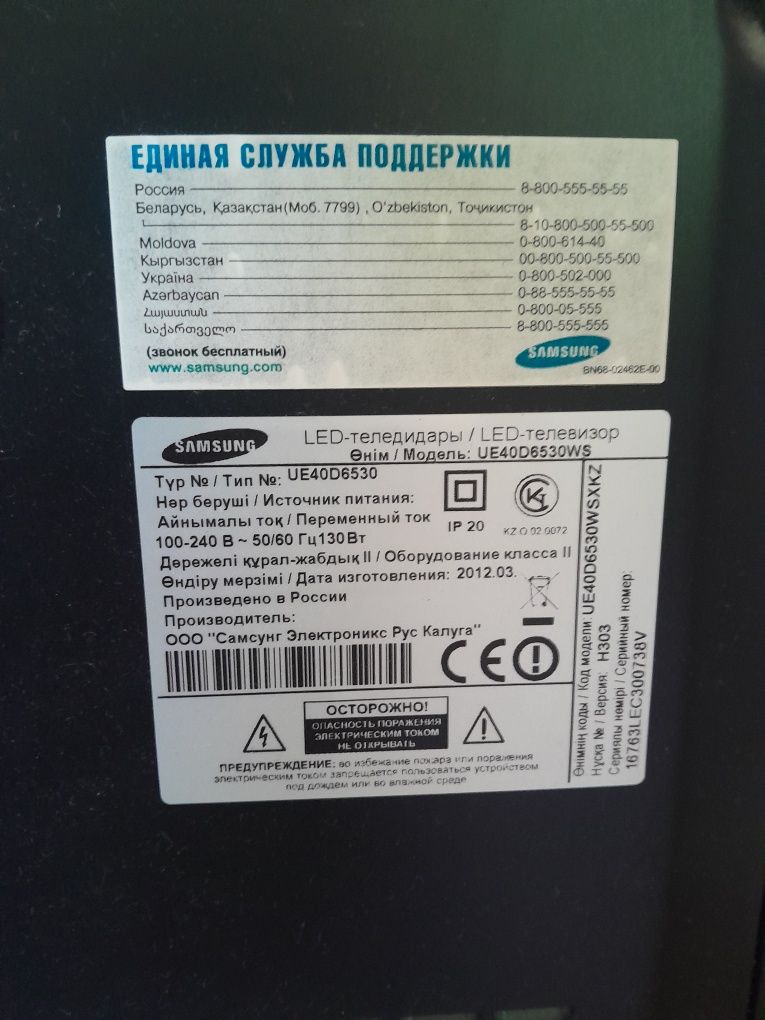 ЕДИНАЯ СЛУЖБА ПОДДЕРЖКИ
Россия 8-800-555-55-55
Беларусь, Қазақстан(Моб. 7799) , O'zbekiston, Тоҷикистон
8-10-800-500-55-500
Moldova 0-800-614-40
Кыргызстан 00-800-500-55-500
Україна 0-800-502-000
Azərbaycan 0-88-555-55-55
Հայաստան 0-800-05-555
საქართველო 8-800-555-555
(звонок бесплатный)
www.samsung.com
SAMSUNG
BN68-02462E-00
SAMSUNG
LED-теледидары / LED-телевизор
Өнім / Модель: UE40D6530WS
Түр № / Тип №: UE40D6530
Нәр беруші / Источник питания:
Айнымалы ток / Переменный ток
100-240 В ~ 50/60 Гц130Вт
IP 20
KZ O 02 0072
Дәрежелі құрал-жабдық II / Оборудование класса II
Өндіру мерзімі / Дата изготовления: 2012.03.
Произведено в России
Производитель:
ООО "Самсунг Электроникс Рус Калуга"
CE
ОСТОРОЖНО!
ОПАСНОСТЬ ПОРАЖЕНИЯ
ЭЛЕКТРИЧЕСКИМ ТОКОМ
НЕ ОТКРЫВАТЬ
ПРЕДУПРЕЖДЕНИЕ: во избежание пожара или поражения
электрическим током запрещается пользоваться устройством
под дождем или во влажной среде
Өнімнің коды / Код модели: UE40D6530WSXKZ
Нұсқа № / Версия: H303
Сериялы нөмірі / Серийный номер:
16763LEC300738V